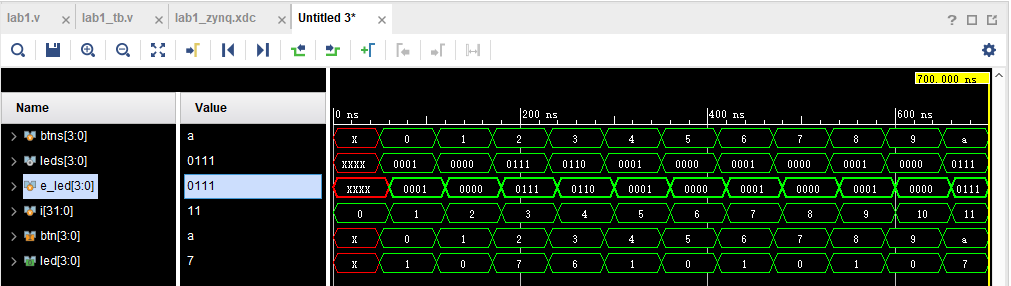 lab1.v × lab1_tb.v × lab1_zynq.xdc × Untitled 3* ×
700.000 ns
Name Value
0 ns 200 ns 400 ns 600 ns
btns[3:0] a X 0 1 2 3 4 5 6 7 8 9 a
leds[3:0] 0111 XXXX 0001 0000 0111 0110 0001 0000 0001 0000 0001 0000 0111
e_led[3:0] 0111 XXXX 0001 0000 0111 0110 0001 0000 0001 0000 0001 0000 0111
i[31:0] 11 0 1 2 3 4 5 6 7 8 9 10 11
btn[3:0] a X 0 1 2 3 4 5 6 7 8 9 a
led[3:0] 7 X 1 0 7 6 1 0 1 0 1 0 7